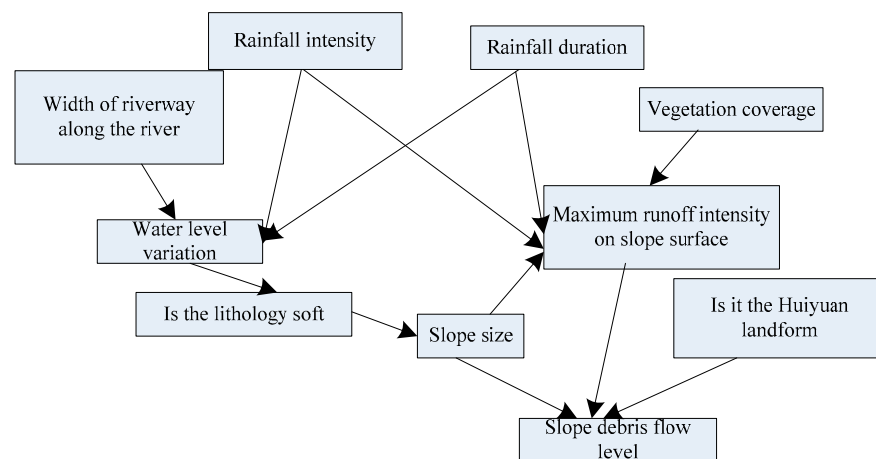 Rainfall intensity
Rainfall duration
Width of riverway
along the river
Vegetation coverage
Water level
variation
Maximum runoff intensity
on slope surface
Is the lithology soft
Slope size
Is it the Huiyuan
landform
Slope debris flow
level